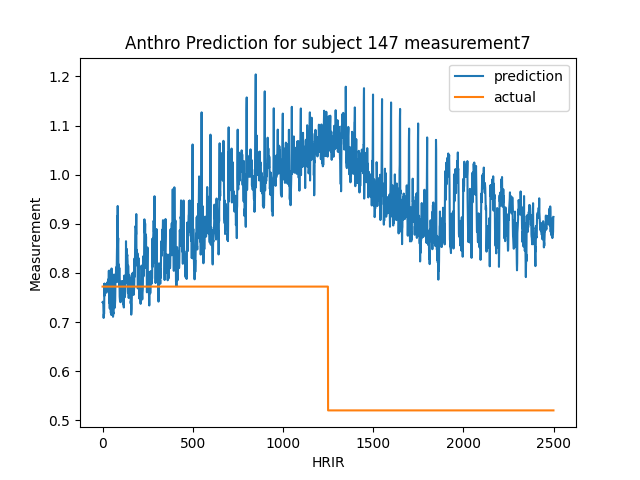 Anthro Prediction for subject 147 measurement7
prediction
actual
Measurement
1.2
1.1
1.0
0.9
0.8
0.7
0.6
0.5
0
500
1000
1500
2000
2500
HRIR